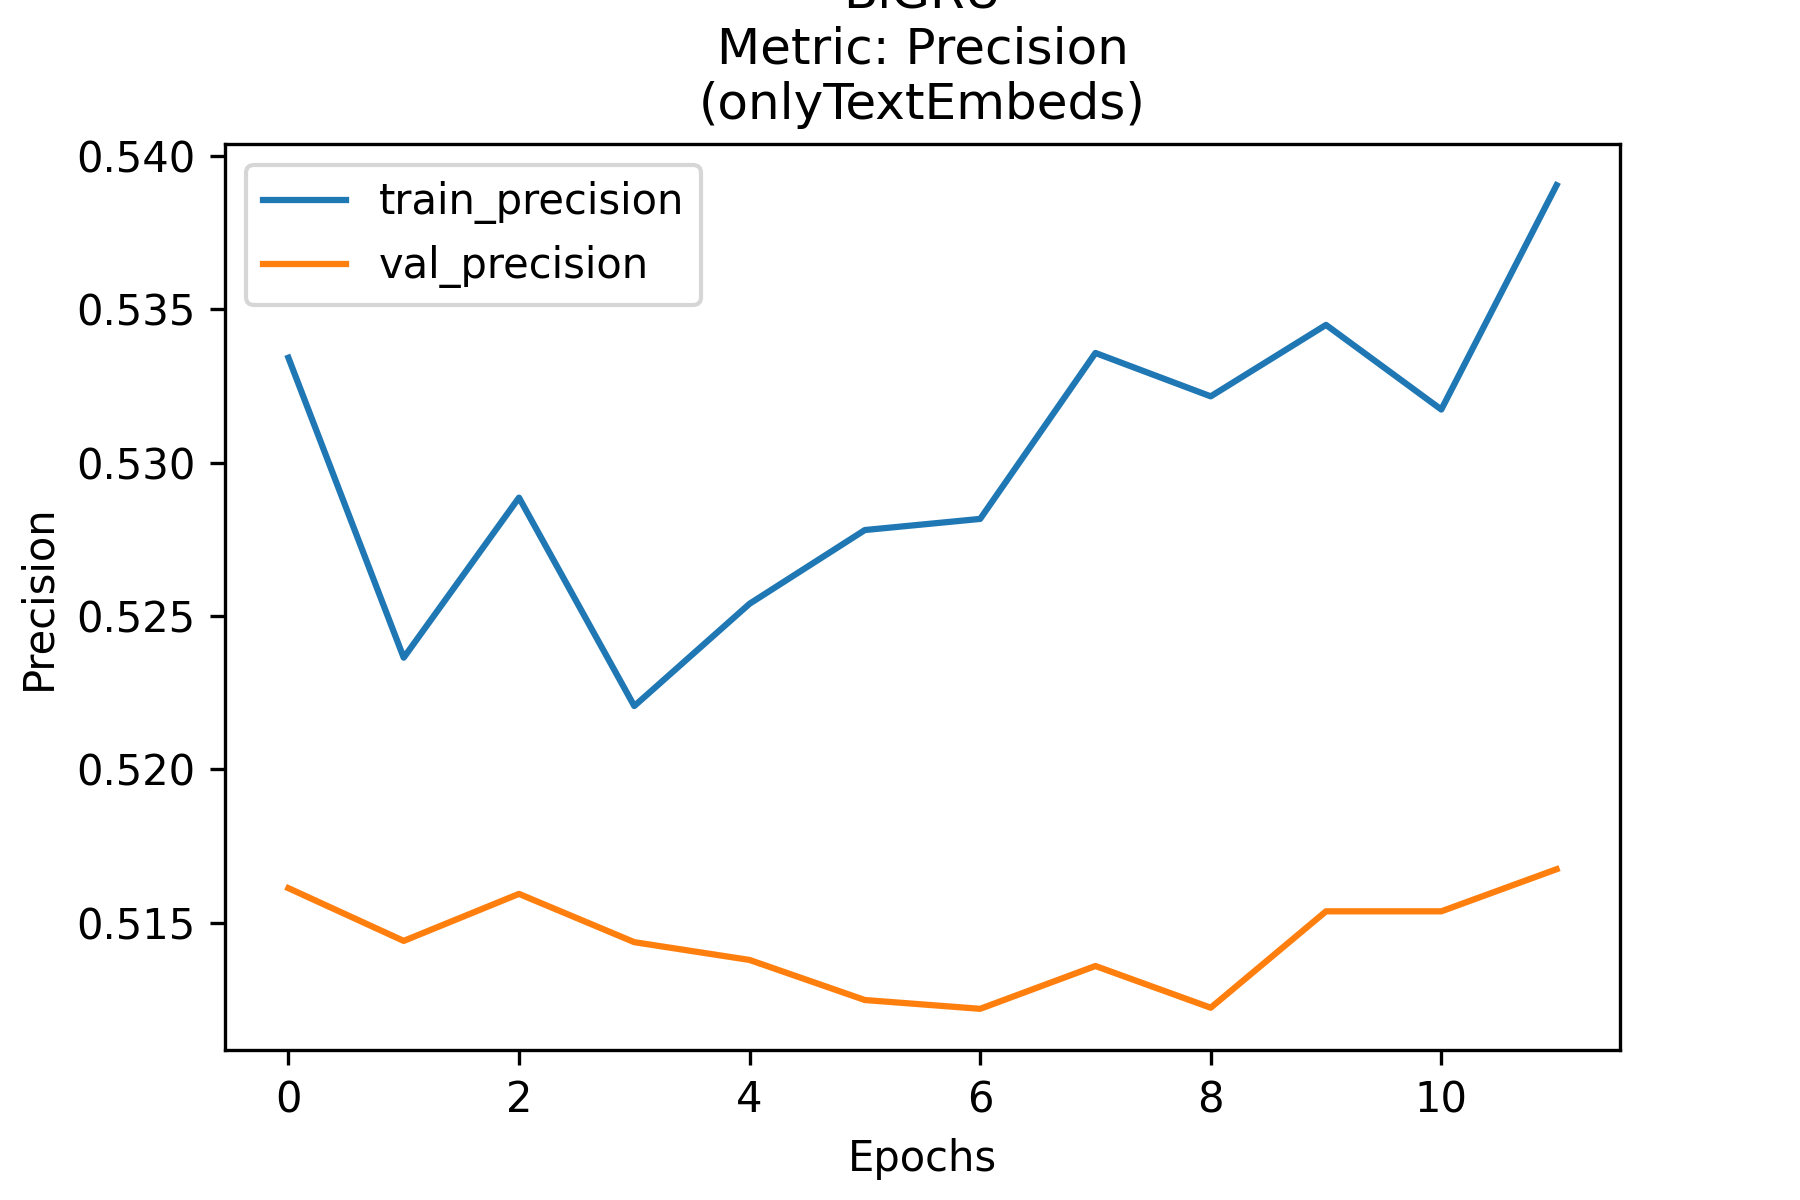 BiGRU
Metric: Precision
(onlyTextEmbeds)
0.540
0.535
0.530
0.525
0.520
0.515
Precision
train_precision
val_precision
0 2 4 6 8 10
Epochs